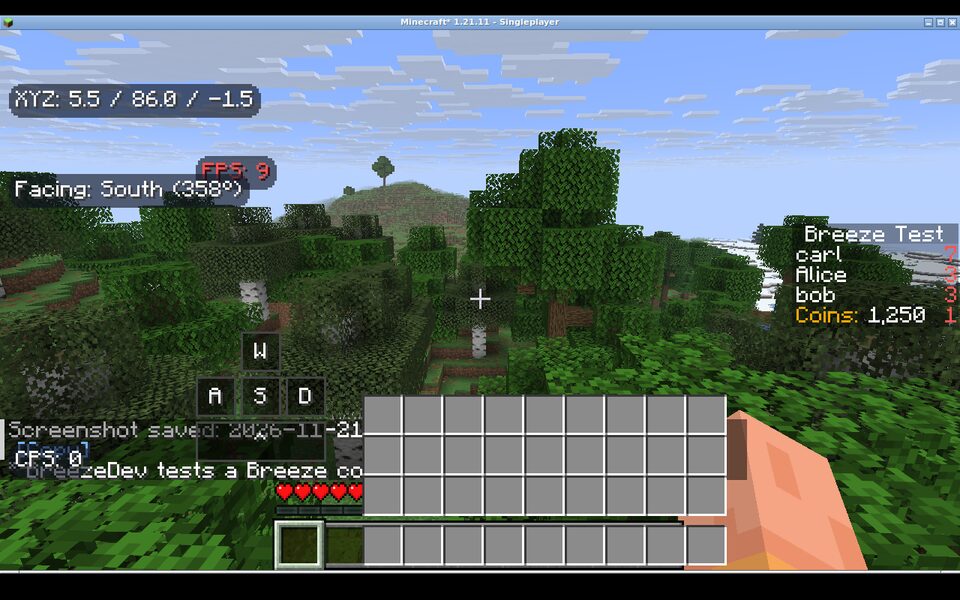 Minecraft* 1.21.11 - Singleplayer
XYZ: 5.5 / 86.0 / -1.5
FPS: 9
Facing: South (358°)
Breeze Test
carl 7
Alice 3
bob 3
Coins: 1,250 1
W
A S D
Screenshot saved: 2026-11-21
CPS: 0
BreezeDev tests a Breeze co